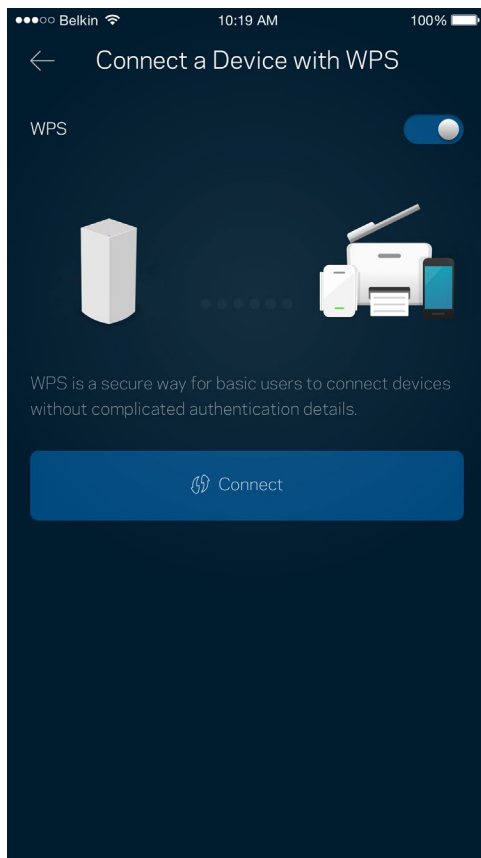 Belkin 10:19 AM 100%
Connect a Device with WPS
WPS
WPS is a secure way for basic users to connect devices
without complicated authentication details.
Connect